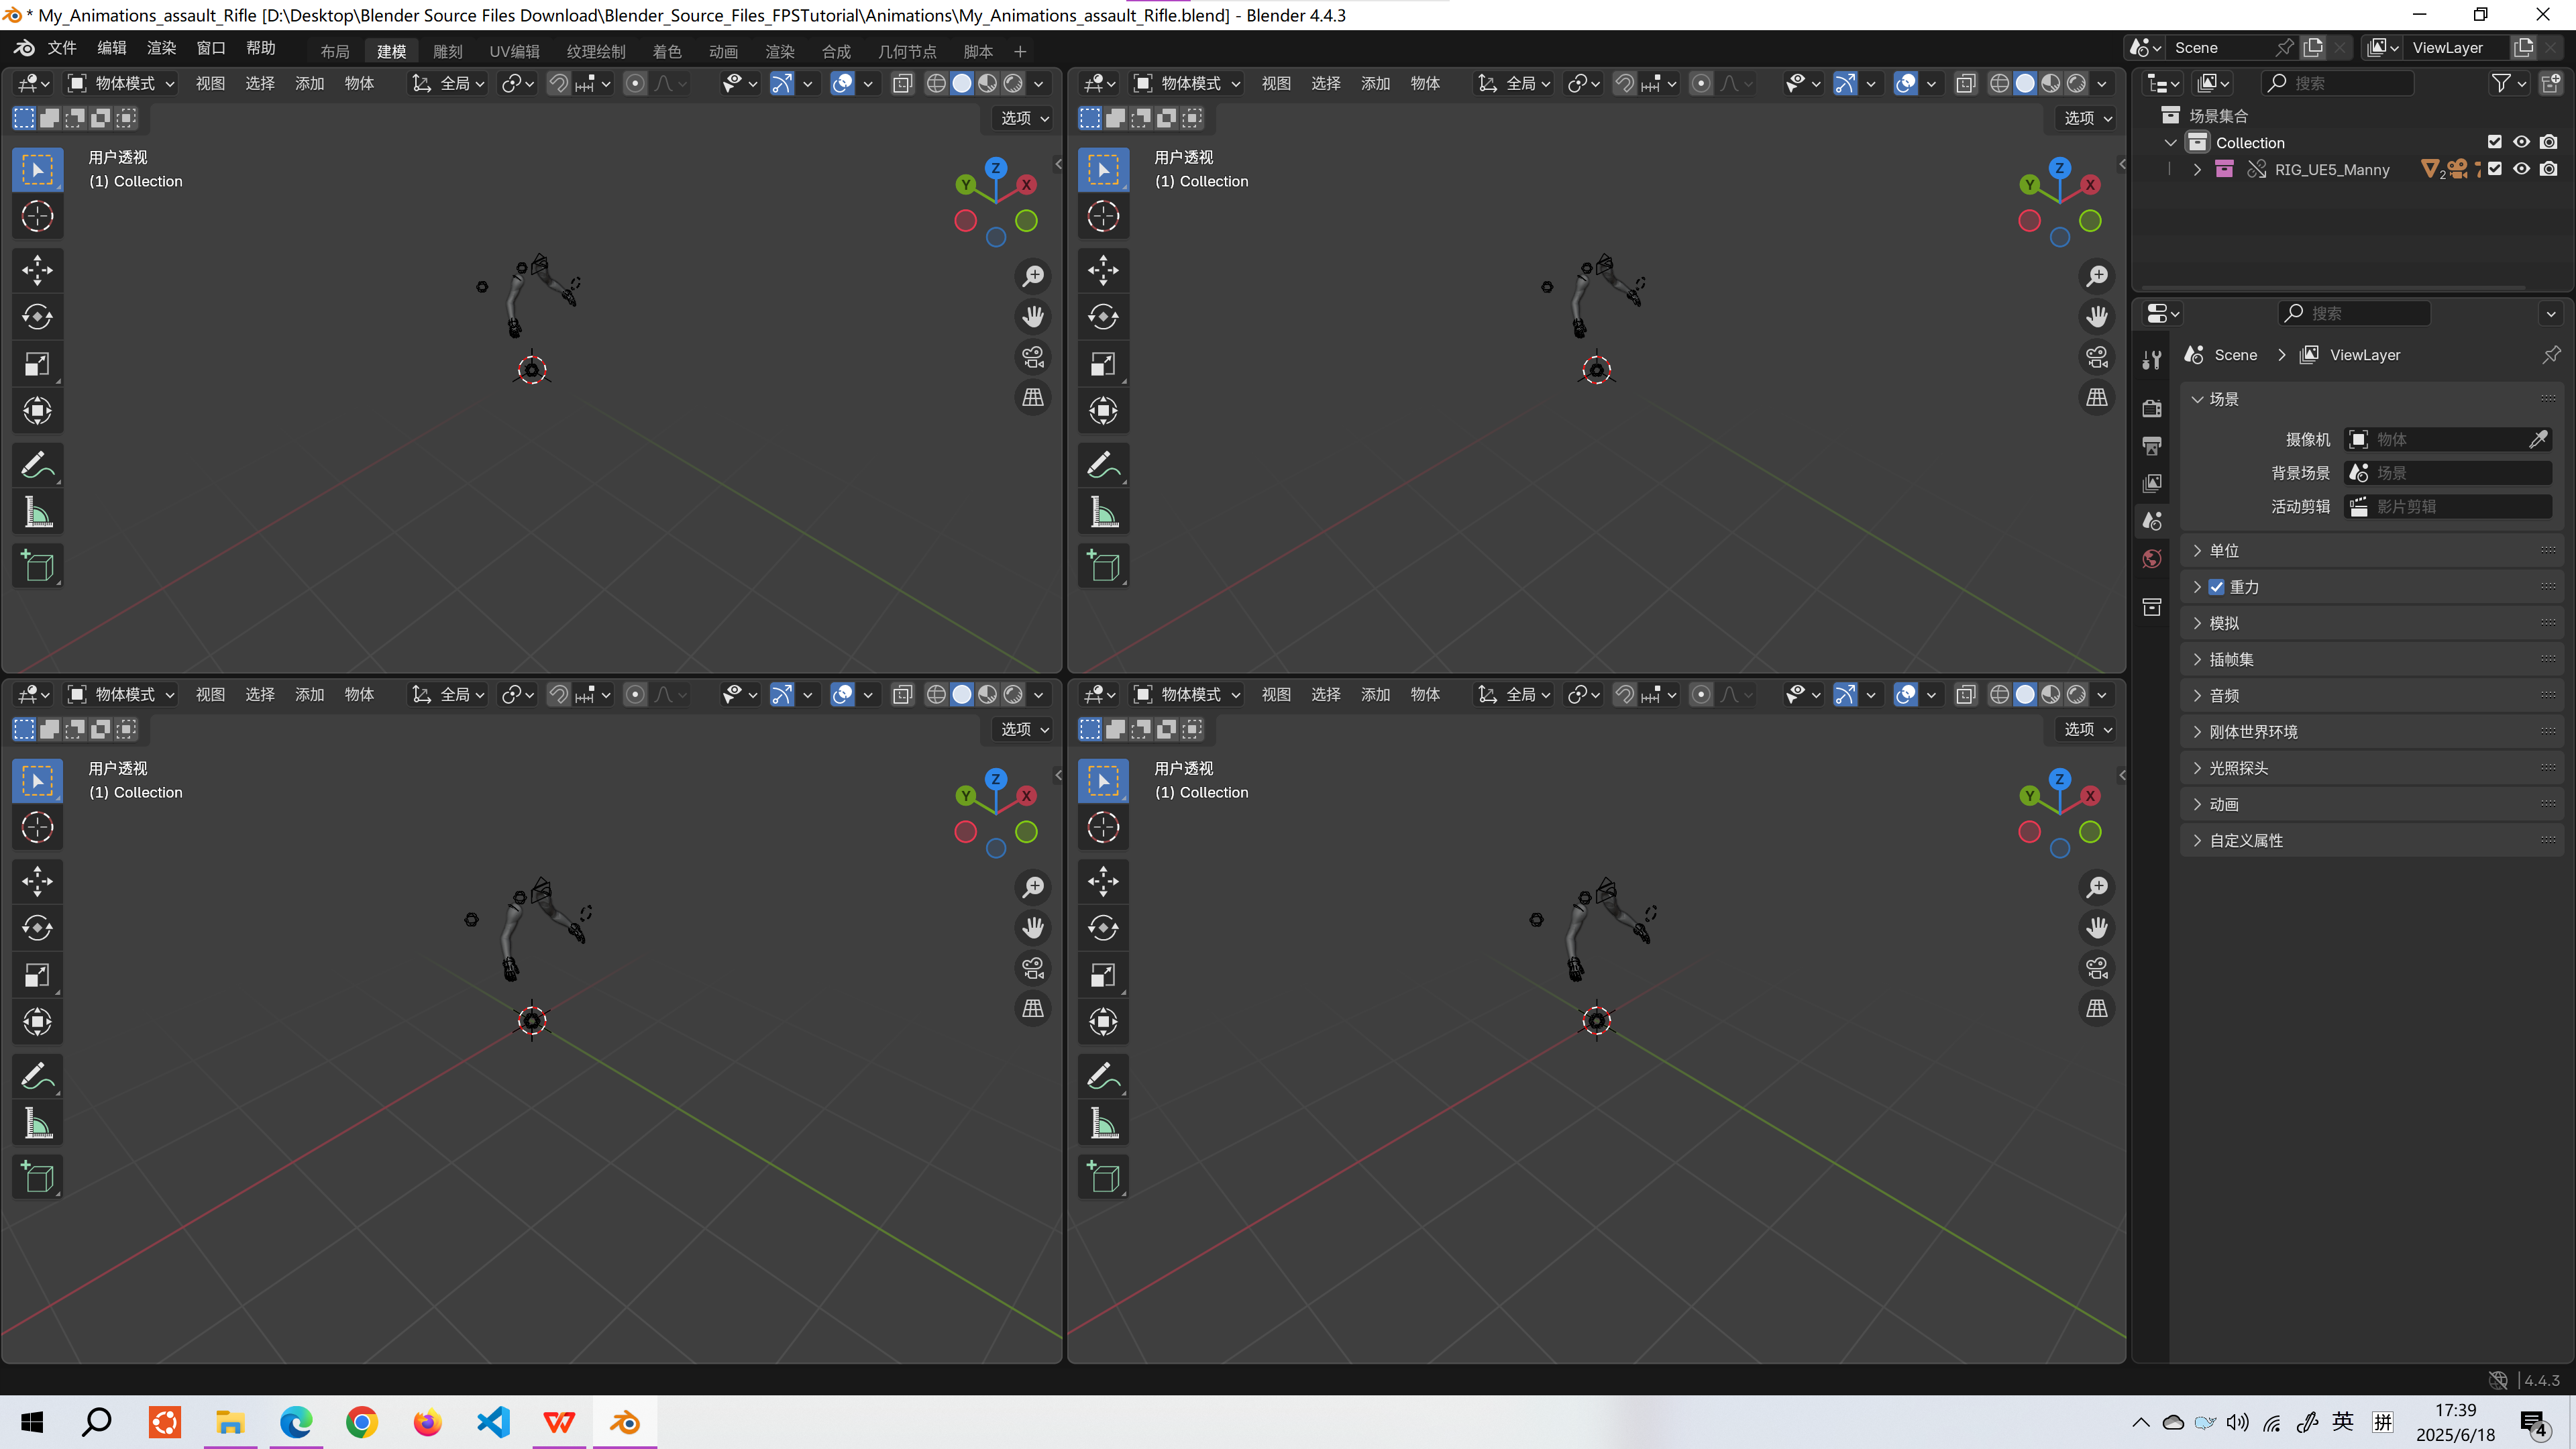 * My_Animations_assault_Rifle [D:\Desktop\Blender Source Files Download\Blender_Source_Files_FPSTutorial\Animations\My_Animations_assault_Rifle.blend] - Blender 4.4.3
文件 编辑 渲染 窗口 帮助 布局 建模 雕刻 UV编辑 纹理绘制 着色 动画 渲染 合成 几何节点 脚本 + Scene ViewLayer
物体模式 视图 选择 添加 物体 全局
选项
用户透视
(1) Collection
Z
Y
X
物体模式 视图 选择 添加 物体 全局
选项
用户透视
(1) Collection
Z
Y
X
物体模式 视图 选择 添加 物体 全局
选项
用户透视
(1) Collection
Z
Y
X
物体模式 视图 选择 添加 物体 全局
选项
用户透视
(1) Collection
Z
Y
X
搜索
场景集合
Collection
RIG_UE5_Manny 2
搜索
Scene ViewLayer
场景
摄像机 物体
背景场景 场景
活动剪辑 影片剪辑
单位
重力
模拟
插帧集
音频
刚体世界环境
光照探头
动画
自定义属性
4.4.3
英 拼
17:39
2025/6/18
4